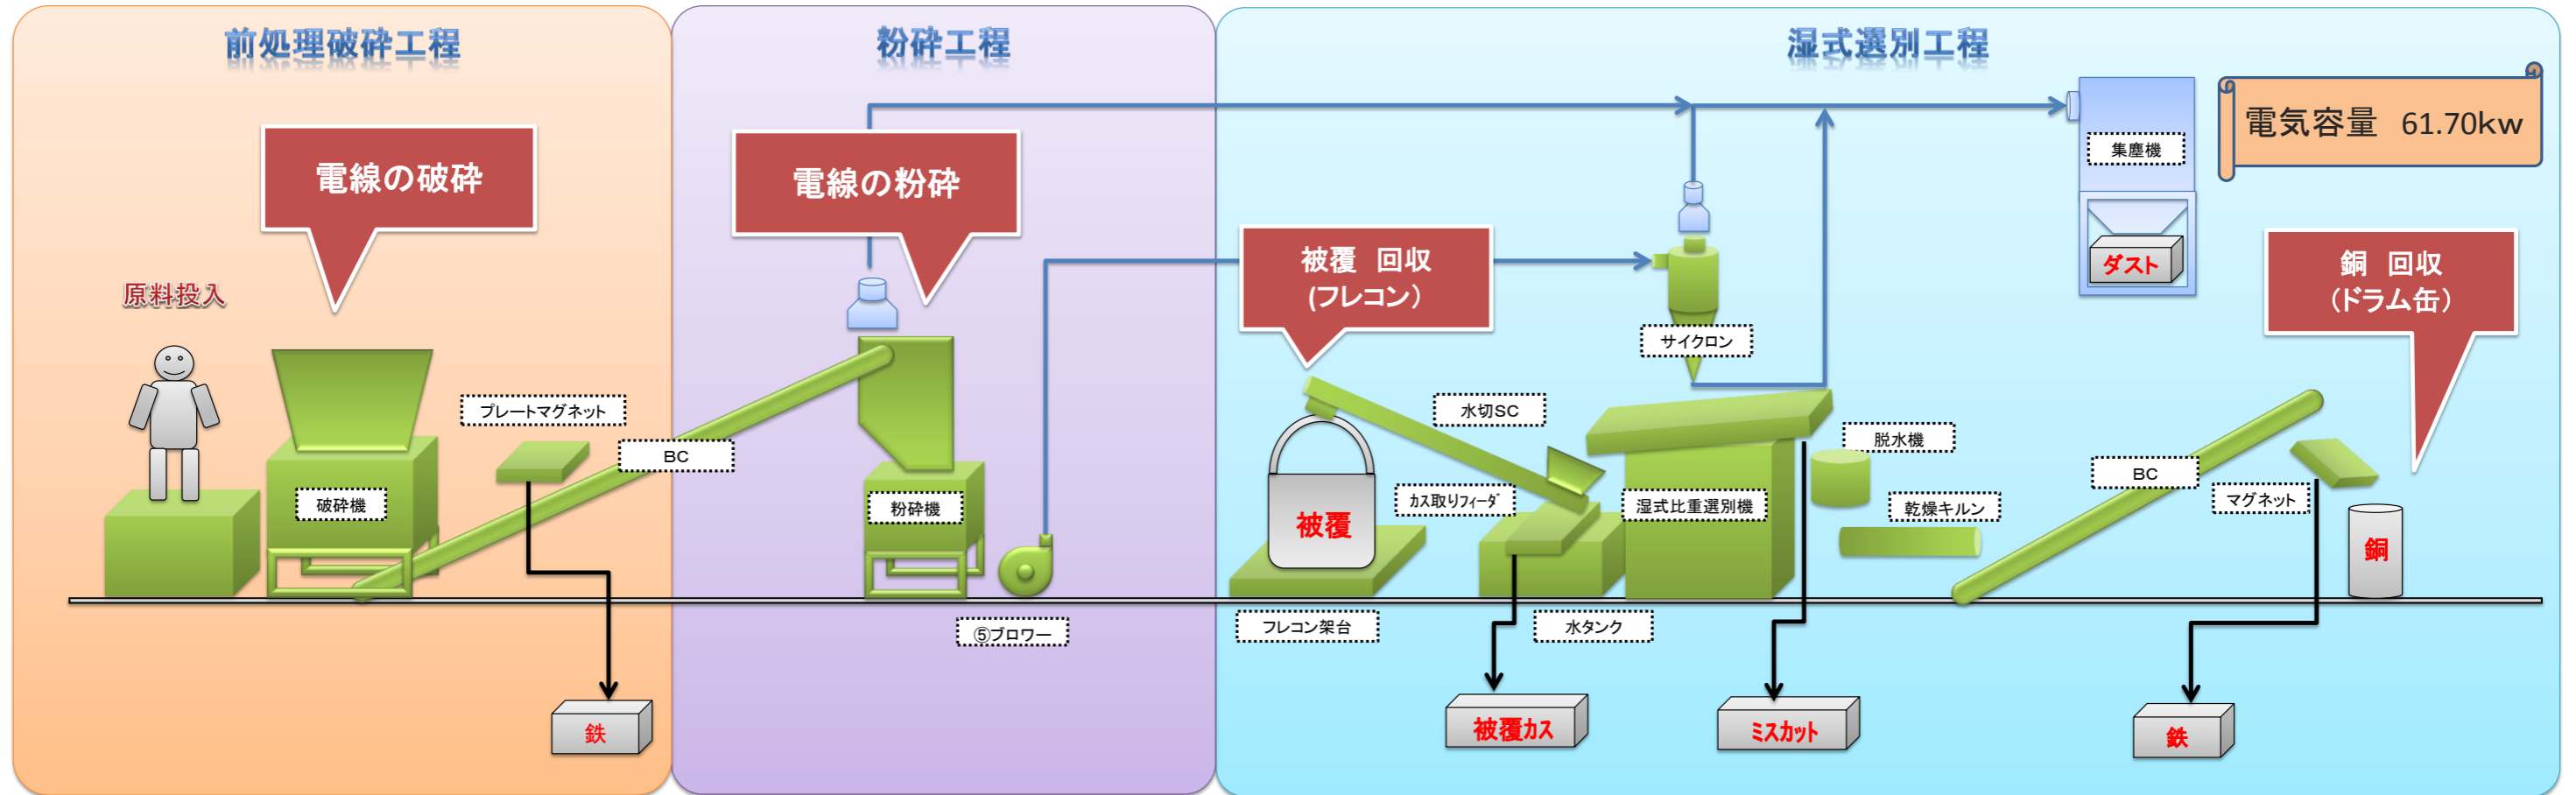 前処理破砕工程
粉砕工程
湿式選別工程
電気容量　61.70kw
電線の破砕
電線の粉砕
集塵機
ダスト
被覆　回収
(フレコン）
銅　回収
（ドラム缶）
原料投入
サイクロン
プレートマグネット
水切SC
脱水機
BC
BC
破砕機
粉砕機
被覆
カス取りフィーダ
湿式比重選別機
乾燥キルン
マグネット
銅
⑤ブロワー
フレコン架台
水タンク
鉄
被覆カス
ミスカット
鉄